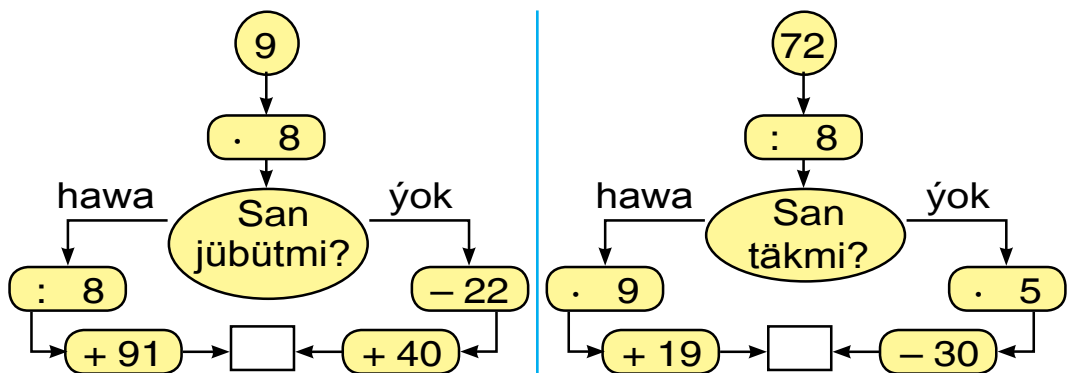 9
· 8
hawa
San
jübütmi?
ýok
: 8
– 22
+ 91
+ 40
72
: 8
hawa
San
täkmi?
ýok
· 9
· 5
+ 19
– 30